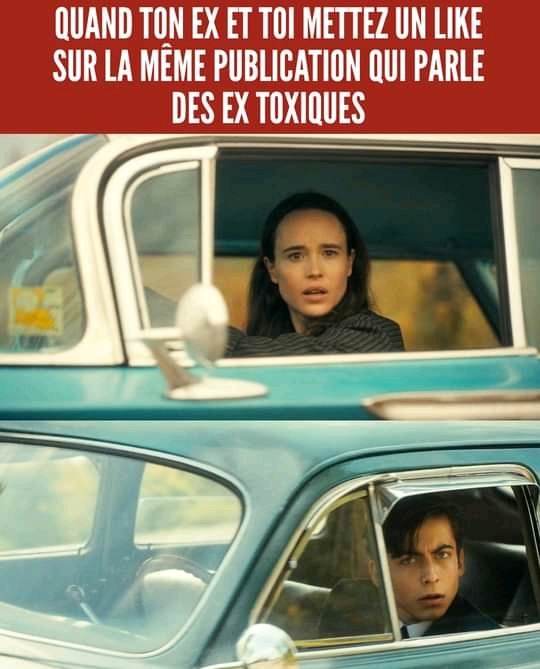 QUAND TON EX ET TOI METTEZ UN LIKE
SUR LA MÊME PUBLICATION QUI PARLE
DES EX TOXIQUES